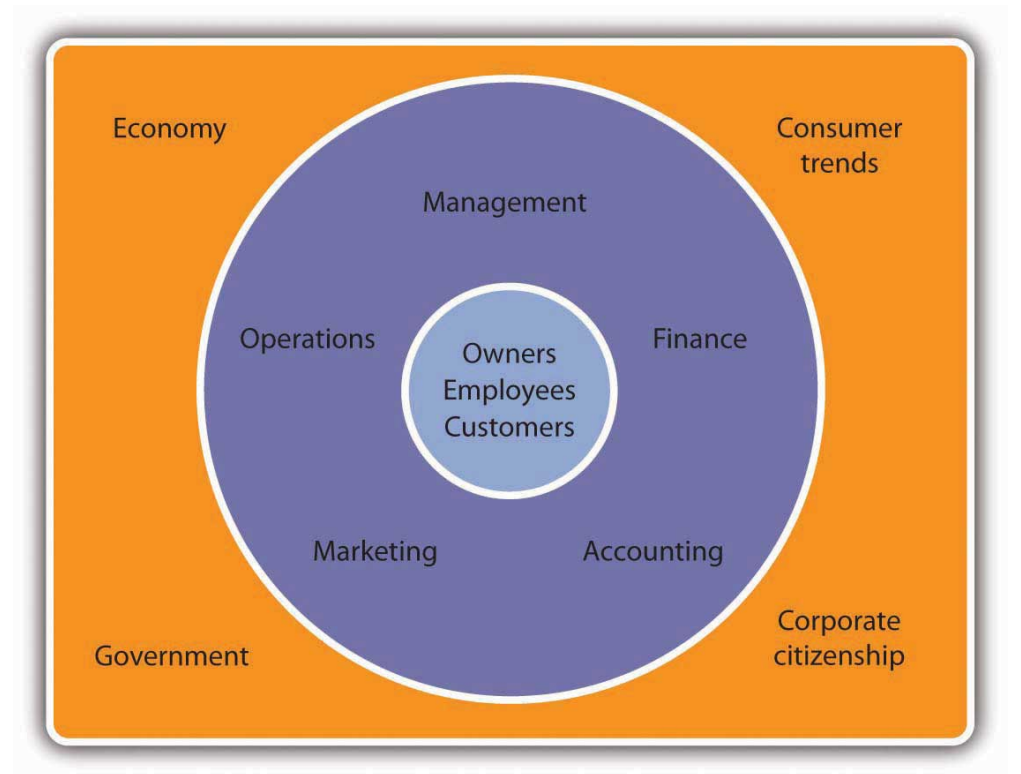 Economy
Consumer
trends
Management
Operations
Finance
Owners
Employees
Customers
Marketing
Accounting
Government
Corporate
citizenship